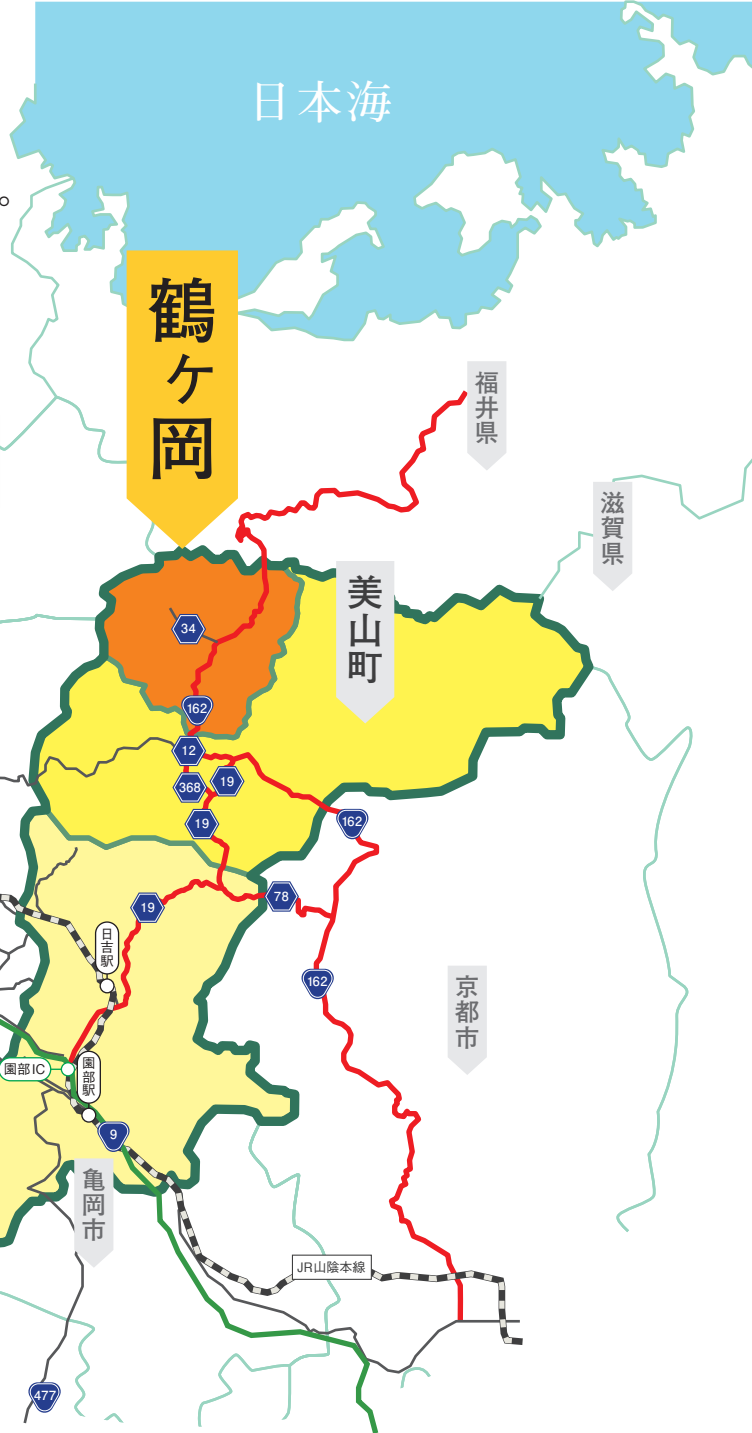 日本海
。
鶴ヶ岡
福井県
滋賀県
美山町
34
162
12
368
19
19
162
78
19
日吉駅
162
京都市
園部IC
園部駅
9
亀岡市
JR山陰本線
477